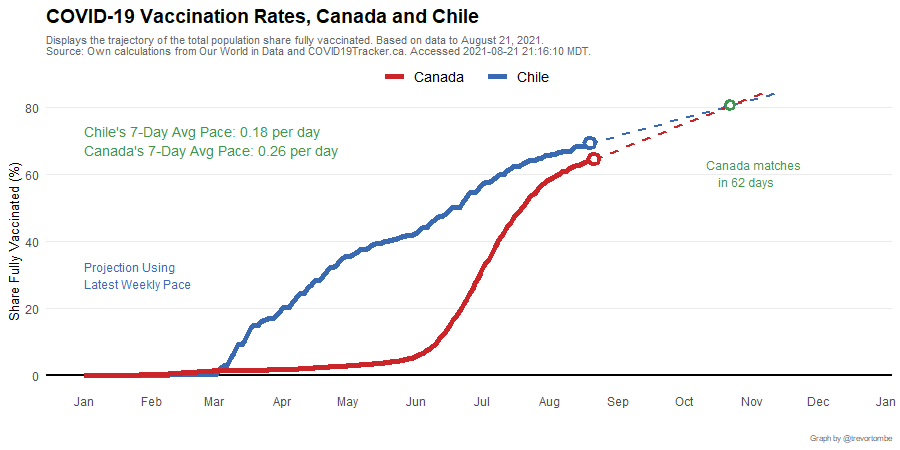 COVID-19 Vaccination Rates, Canada and Chile
Displays the trajectory of the total population share fully vaccinated. Based on data to August 21, 2021.
Source: Own calculations from Our World in Data and COVID19Tracker.ca. Accessed 2021-08-21 21:16:10 MDT.
Canada Chile
Chile's 7-Day Avg Pace: 0.18 per day
Canada's 7-Day Avg Pace: 0.26 per day
Canada matches
in 62 days
Projection Using
Latest Weekly Pace
Share Fully Vaccinated (%)
80
60
40
20
0
Jan Feb Mar Apr May Jun Jul Aug Sep Oct Nov Dec Jan
Graph by @trevortombe